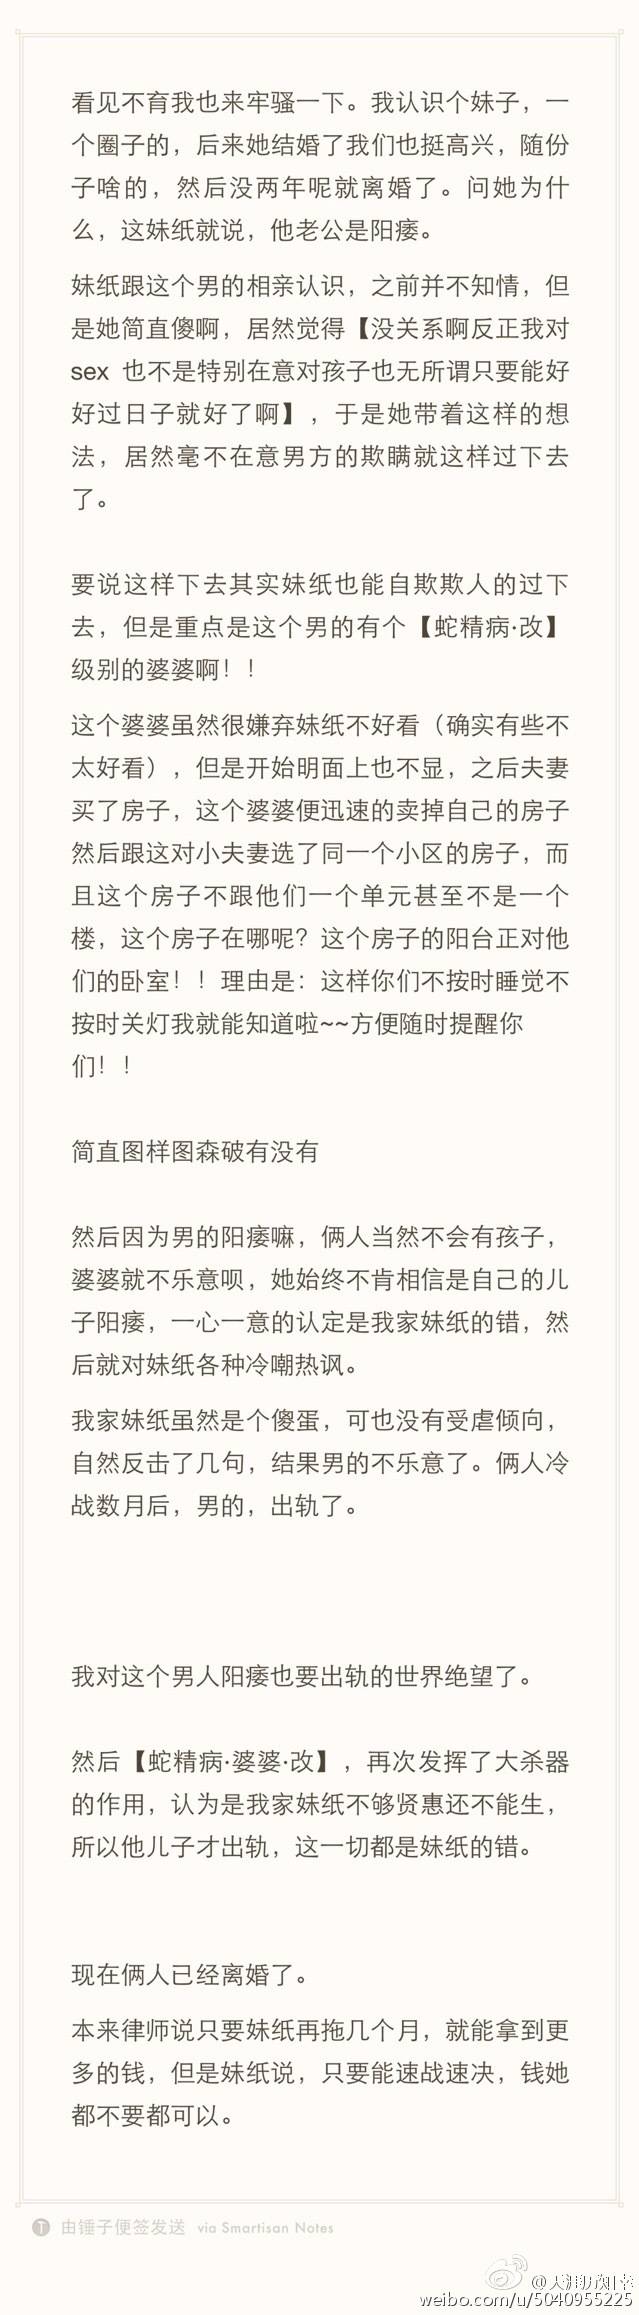 看见不育我也来牢骚一下。我认识个妹子，一
个圈子的，后来她结婚了我们也挺高兴，随份
子啥的，然后没两年呢就离婚了。问她为什
么，这妹纸就说，他老公是阳痿。
妹纸跟这个男的相亲认识，之前并不知情，但
是她简直傻啊，居然觉得【没关系啊反正我对
sex 也不是特别在意对孩子也无所谓只要能好
好过日子就好了啊】，于是她带着这样的想
法，居然毫不在意男方的欺瞒就这样过下去
了。
要说这样下去其实妹纸也能自欺欺人的过下
去，但是重点是这个男的有个【蛇精病·改】
级别的婆婆啊！！
这个婆婆虽然很嫌弃妹纸不好看（确实有些不
太好看），但是开始明面上也不显，之后夫妻
买了房子，这个婆婆便迅速的卖掉自己的房子
然后跟这对小夫妻选了同一个小区的房子，而
且这个房子不跟他们一个单元甚至不是一个
楼，这个房子在哪呢？这个房子的阳台正对他
们的卧室！！理由是：这样你们不按时睡觉不
按时关灯我就能知道啦~~方便随时提醒你
们！！
简直图样图森破有没有
然后因为男的阳痿嘛，俩人当然不会有孩子，
婆婆就不乐意呗，她始终不肯相信是自己的儿
子阳痿，一心一意的认定是我家妹纸的错，然
后就对妹纸各种冷嘲热讽。
我家妹纸虽然是个傻蛋，可也没有受虐倾向，
自然反击了几句，结果男的不乐意了。俩人冷
战数月后，男的，出轨了。
我对这个男人阳痿也要出轨的世界绝望了。
然后【蛇精病·婆婆·改】，再次发挥了大杀器
的作用，认为是我家妹纸不够贤惠还不能生，
所以他儿子才出轨，这一切都是妹纸的错。
现在俩人已经离婚了。
本来律师说只要妹纸再拖几个月，就能拿到更
多的钱，但是妹纸说，只要能速战速决，钱她
都不要都可以。
T 由锤子便签发送 via Smartisan Notes
weibo.com/u/5040955225